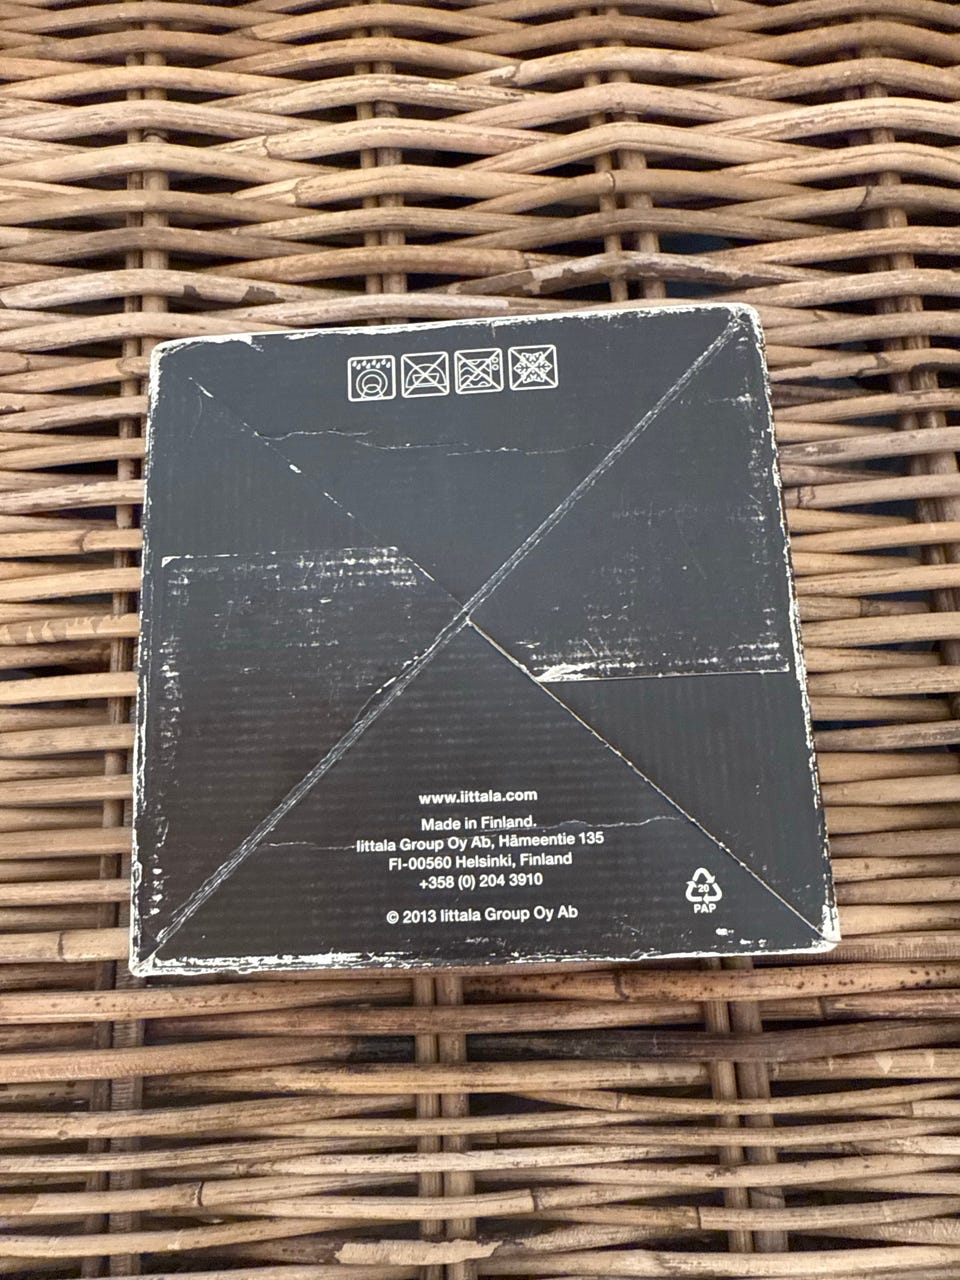 www.iittala.com
Made in Finland.
Iittala Group Oy Ab, Hämeentie 135
FI-00560 Helsinki, Finland
+358 (0) 204 3910
© 2013 Iittala Group Oy Ab
20
PAP